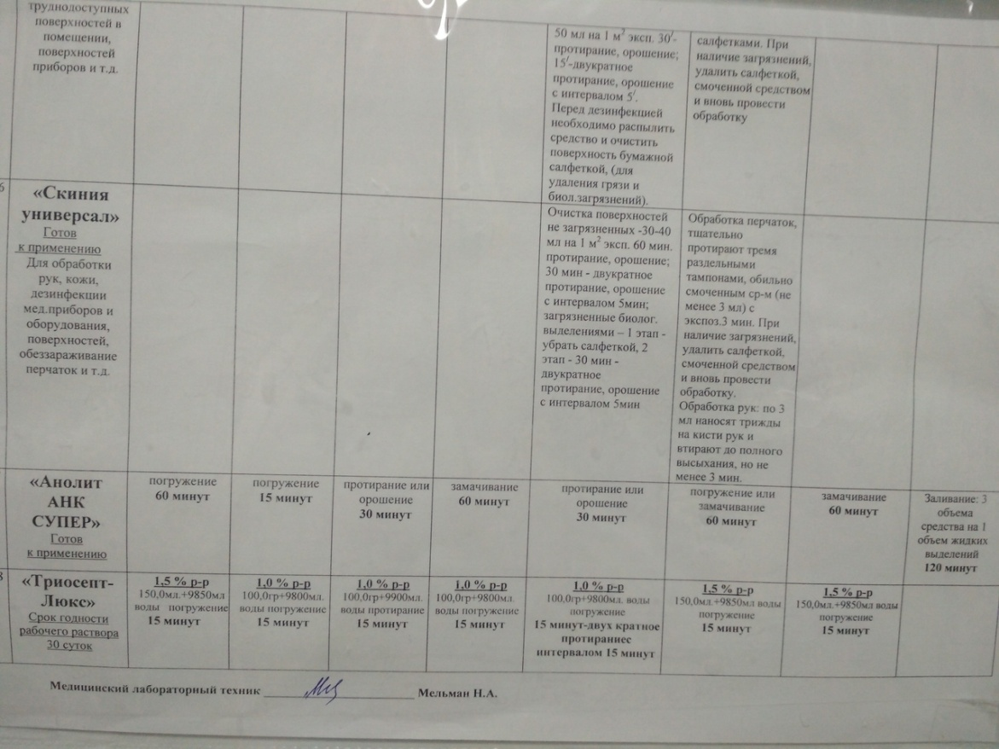 труднодоступных
поверхностей в
помещении,
поверхностей
приборов и т.д.
50 мл на 1 м² эксп. 30′-
протирание, орошение;
15′-двукратное
протирание, орошение
с интервалом 5′.
Перед дезинфекцией
необходимо распылить
средство и очистить
поверхность бумажной
салфеткой, (для
удаления грязи и
биол.загрязнений).
салфетками. При
наличие загрязнений,
удалить салфеткой,
смоченной средством
и вновь провести
обработку
6
«Скиния
универсал»
Готов
к применению
Для обработки
рук, кожи,
дезинфекции
мед.приборов и
оборудования,
поверхностей,
обеззараживание
перчаток и т.д.
Очистка поверхностей
не загрязненных -30-40
мл на 1 м² эксп. 60 мин.
протирание, орошение;
30 мин - двукратное
протирание, орошение
с интервалом 5мин;
загрязненные биолог.
выделениями – 1 этап -
убрать салфеткой, 2
этап - 30 мин -
двукратное
протирание, орошение
с интервалом 5мин
Обработка перчаток,
тщательно
протирают тремя
раздельными
тампонами, обильно
смоченным ср-м (не
менее 3 мл) с
экспоз.3 мин. При
наличие загрязнений,
удалить салфеткой,
смоченной средством
и вновь провести
обработку.
Обработка рук: по 3
мл наносят трижды
на кисти рук и
втирают до полного
высыхания, но не
менее 3 мин.
«Анолит
АНК
СУПЕР»
Готов
к применению
погружение
60 минут
погружение
15 минут
протирание или
орошение
30 минут
замачивание
60 минут
протирание или
орошение
30 минут
погружение или
замачивание
60 минут
замачивание
60 минут
Заливание: 3
объема
средства на 1
объем жидких
выделений
120 минут
8
«Триосепт-
Люкс»
Срок годности
рабочего раствора
30 суток
1,5 % р-р
150,0мл.+9850мл
воды погружение
15 минут
1,0 % р-р
100,0гр+9800мл.
воды погружение
15 минут
1,0 % р-р
100,0гр+9900мл.
воды протирание
15 минут
1,0 % р-р
100,0гр+9800мл.
воды погружение
15 минут
1,0 % р-р
100,0гр+9800мл. воды
погружение
15 минут-двух кратное
протираниес
интервалом 15 минут
1,5 % р-р
150,0мл.+9850мл воды
погружение
15 минут
1,5 % р-р
150,0мл.+9850мл воды
погружение
15 минут
Медицинский лабораторный техник Мельман Н.А.